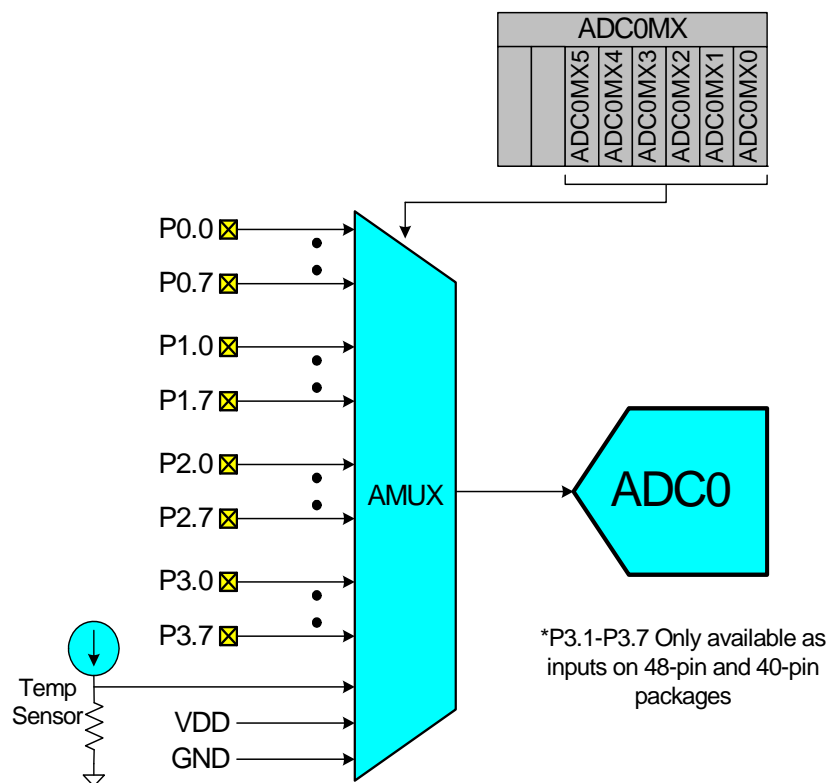 ADC0MX
ADC0MX5
ADC0MX4
ADC0MX3
ADC0MX2
ADC0MX1
ADC0MX0
P0.0
P0.7
P1.0
P1.7
P2.0
P2.7
P3.0
P3.7
AMUX
ADC0
Temp
Sensor
VDD
GND
*P3.1-P3.7 Only available as
inputs on 48-pin and 40-pin
packages